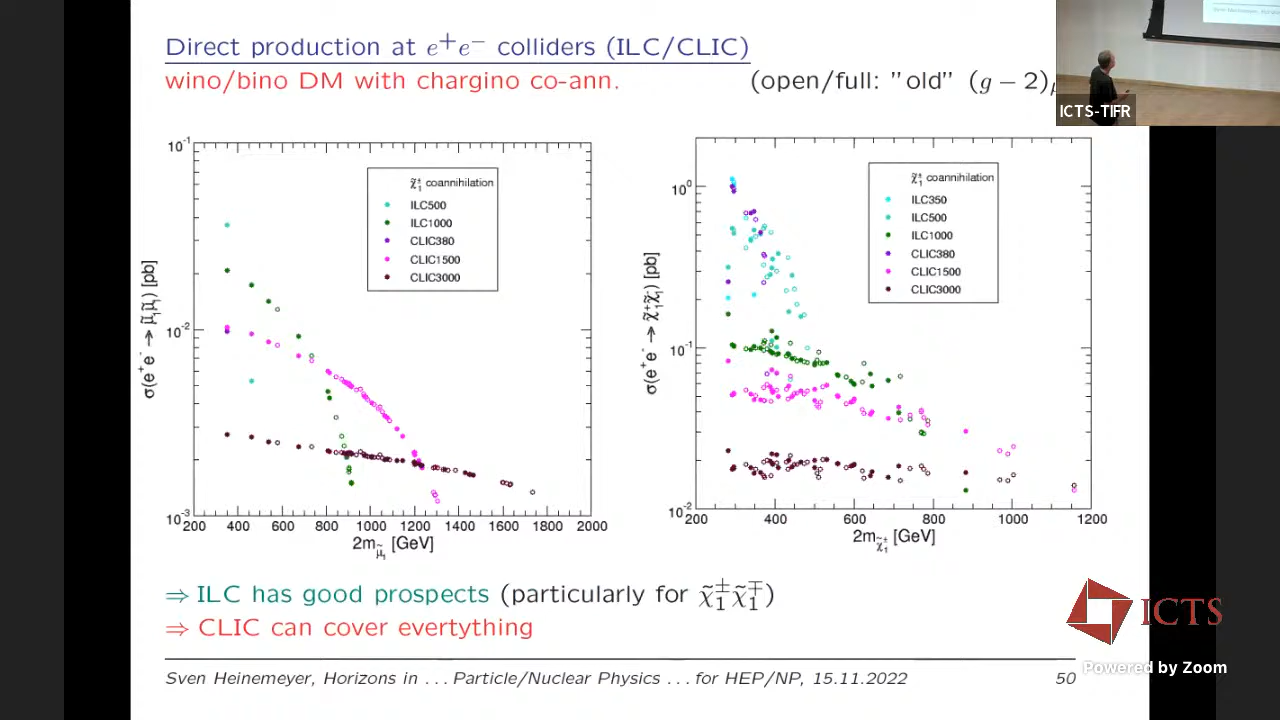 Direct production at e⁺e⁻ colliders (ILC/CLIC)
wino/bino DM with chargino co-ann. (open/full: "old" (g − 2)
ICTS-TIFR
χ̃₁± coannihilation
ILC500
ILC1000
CLIC380
CLIC1500
CLIC3000
10⁻¹
10⁻²
10⁻³
σ(e⁺e⁻ → μ̃₁μ̃₁) [pb]
200 400 600 800 1000 1200 1400 1600 1800 2000
2m_μ̃₁ [GeV]
χ̃₁± coannihilation
ILC350
ILC500
ILC1000
CLIC380
CLIC1500
CLIC3000
10⁰
10⁻¹
10⁻²
σ(e⁺e⁻ → χ̃₁±χ̃₁) [pb]
200 400 600 800 1000 1200
2m_χ̃₁± [GeV]
⇒ ILC has good prospects (particularly for χ̃₁±χ̃₁∓)
⇒ CLIC can cover evertything
ICTS
Powered by Zoom
Sven Heinemeyer, Horizons in ... Particle/Nuclear Physics ... for HEP/NP, 15.11.2022 50